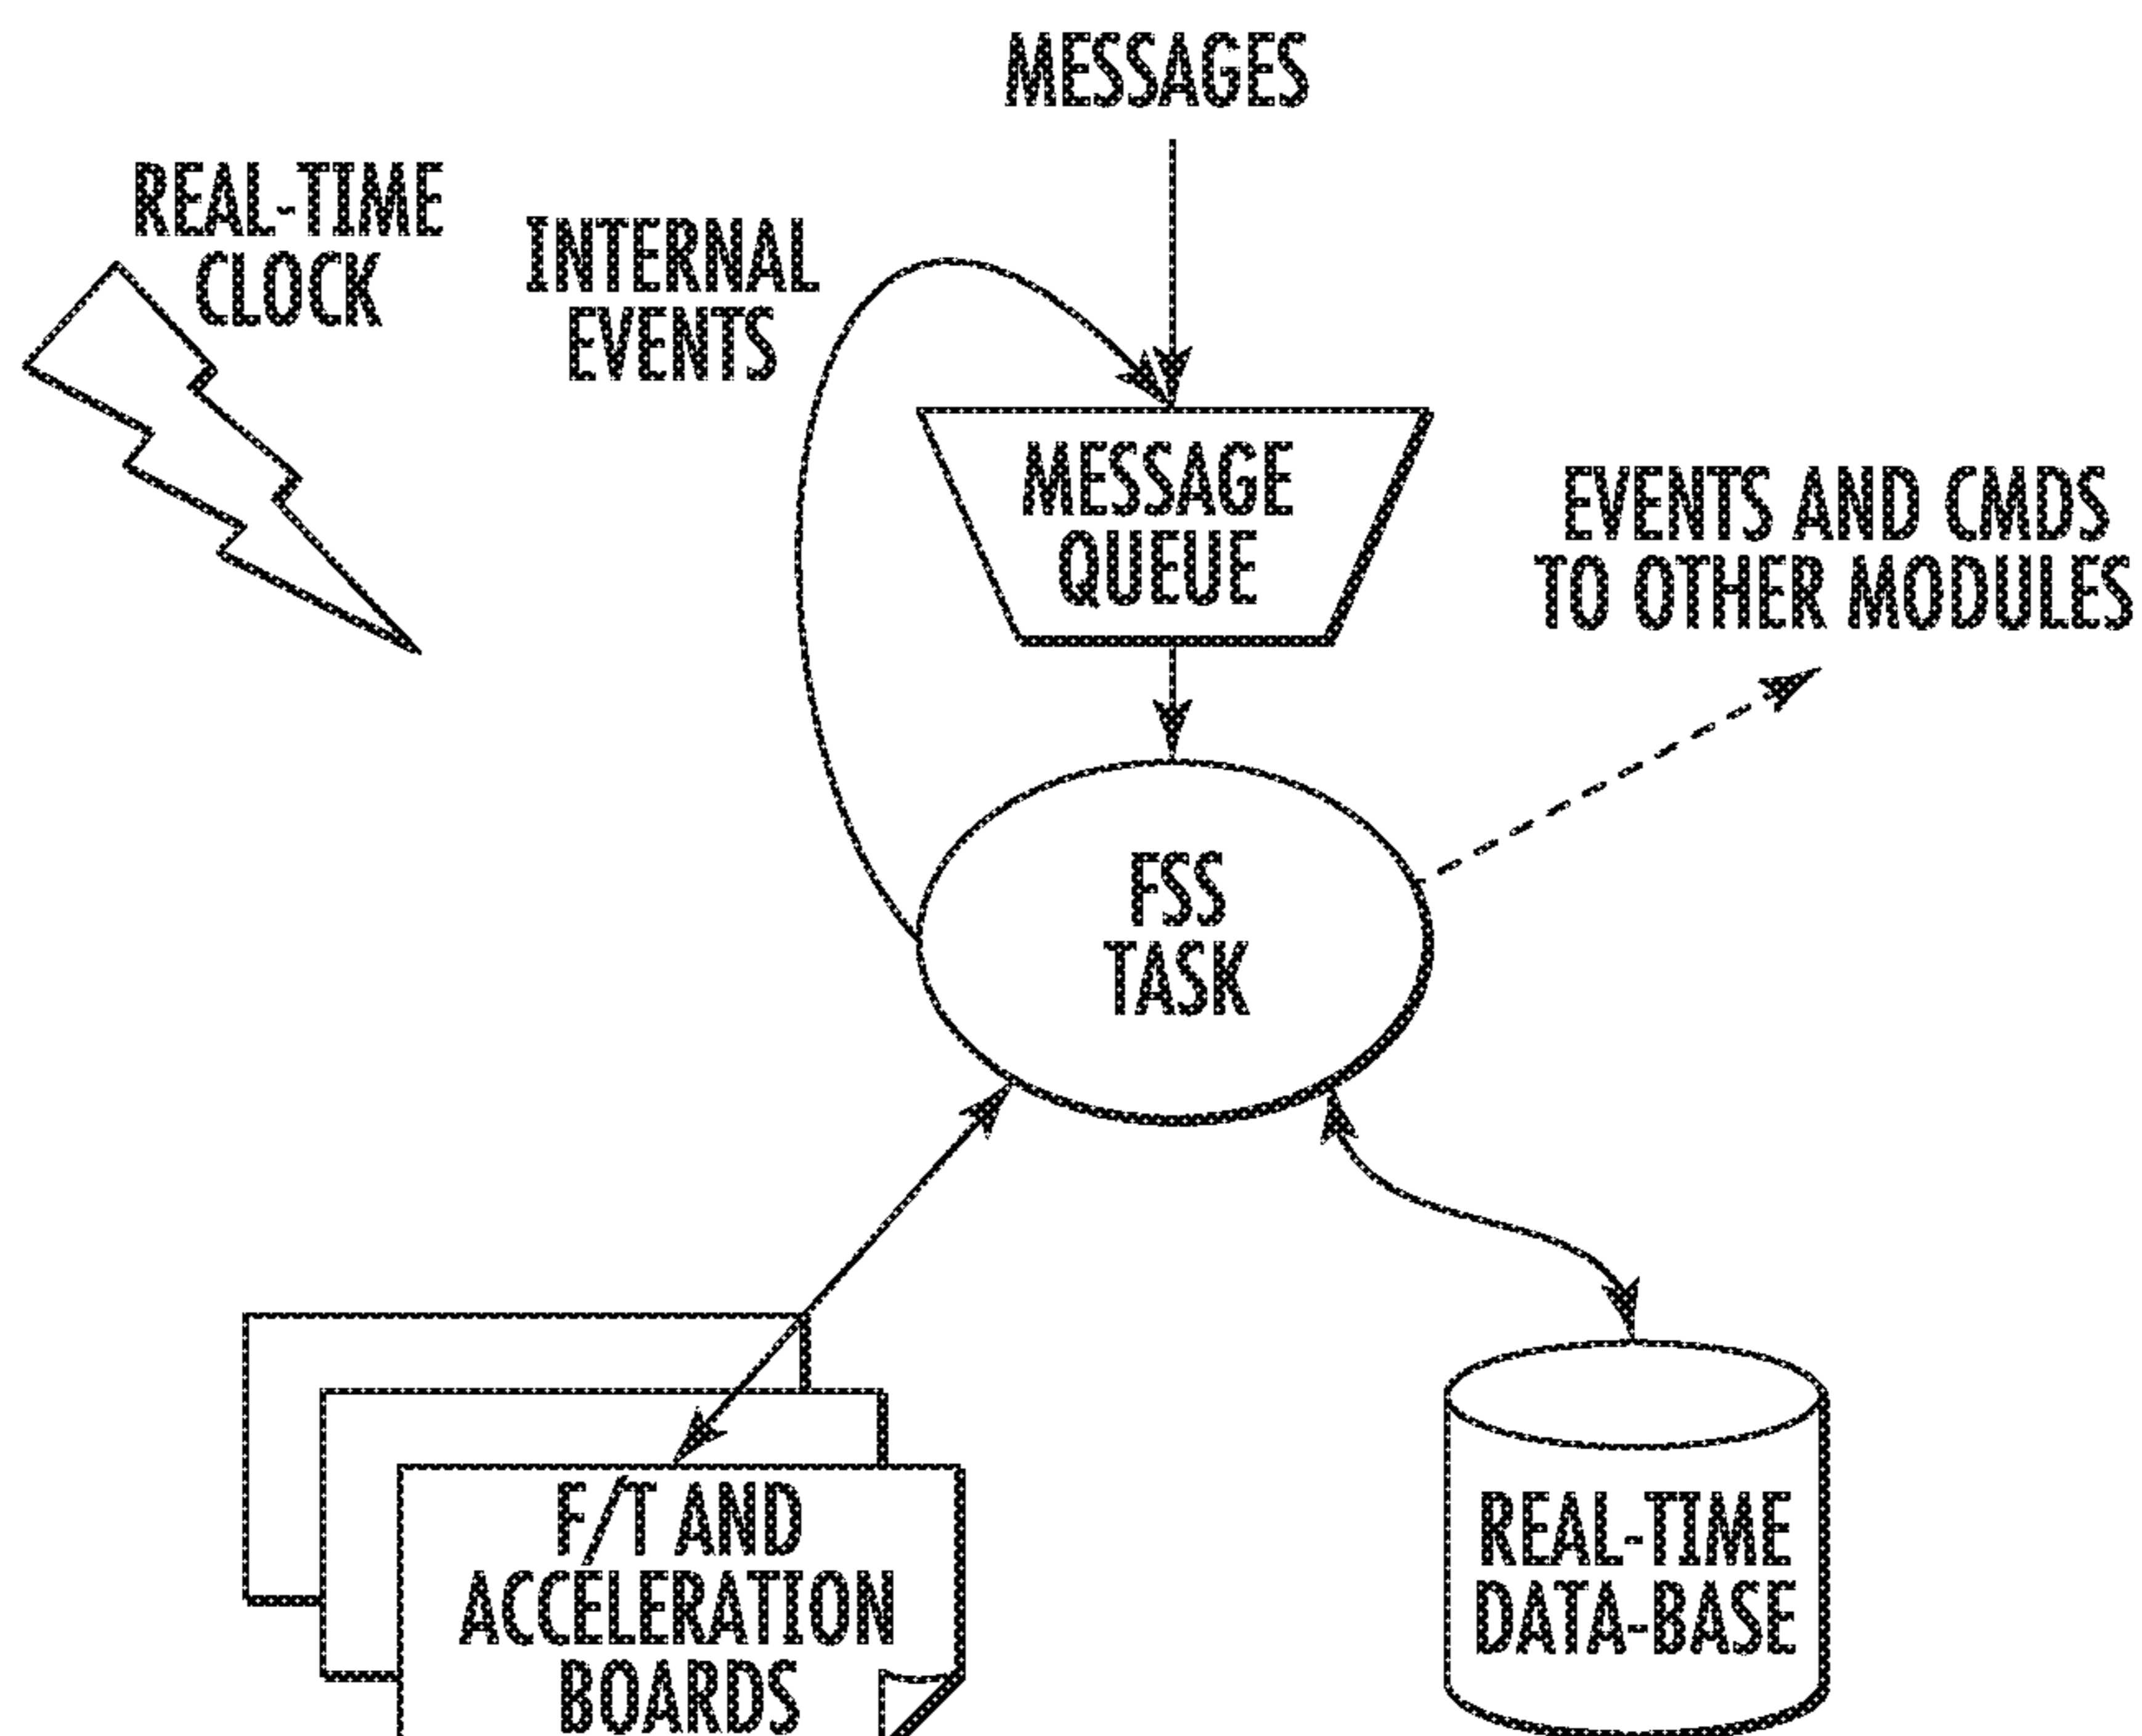 MESSAGES
REAL-TIME
CLOCK
INTERNAL
EVENTS
MESSAGE
QUEUE
EVENTS AND CMDS
TO OTHER MODULES
FSS
TASK
F/T AND
ACCELERATION
BOARDS
REAL-TIME
DATA-BASE